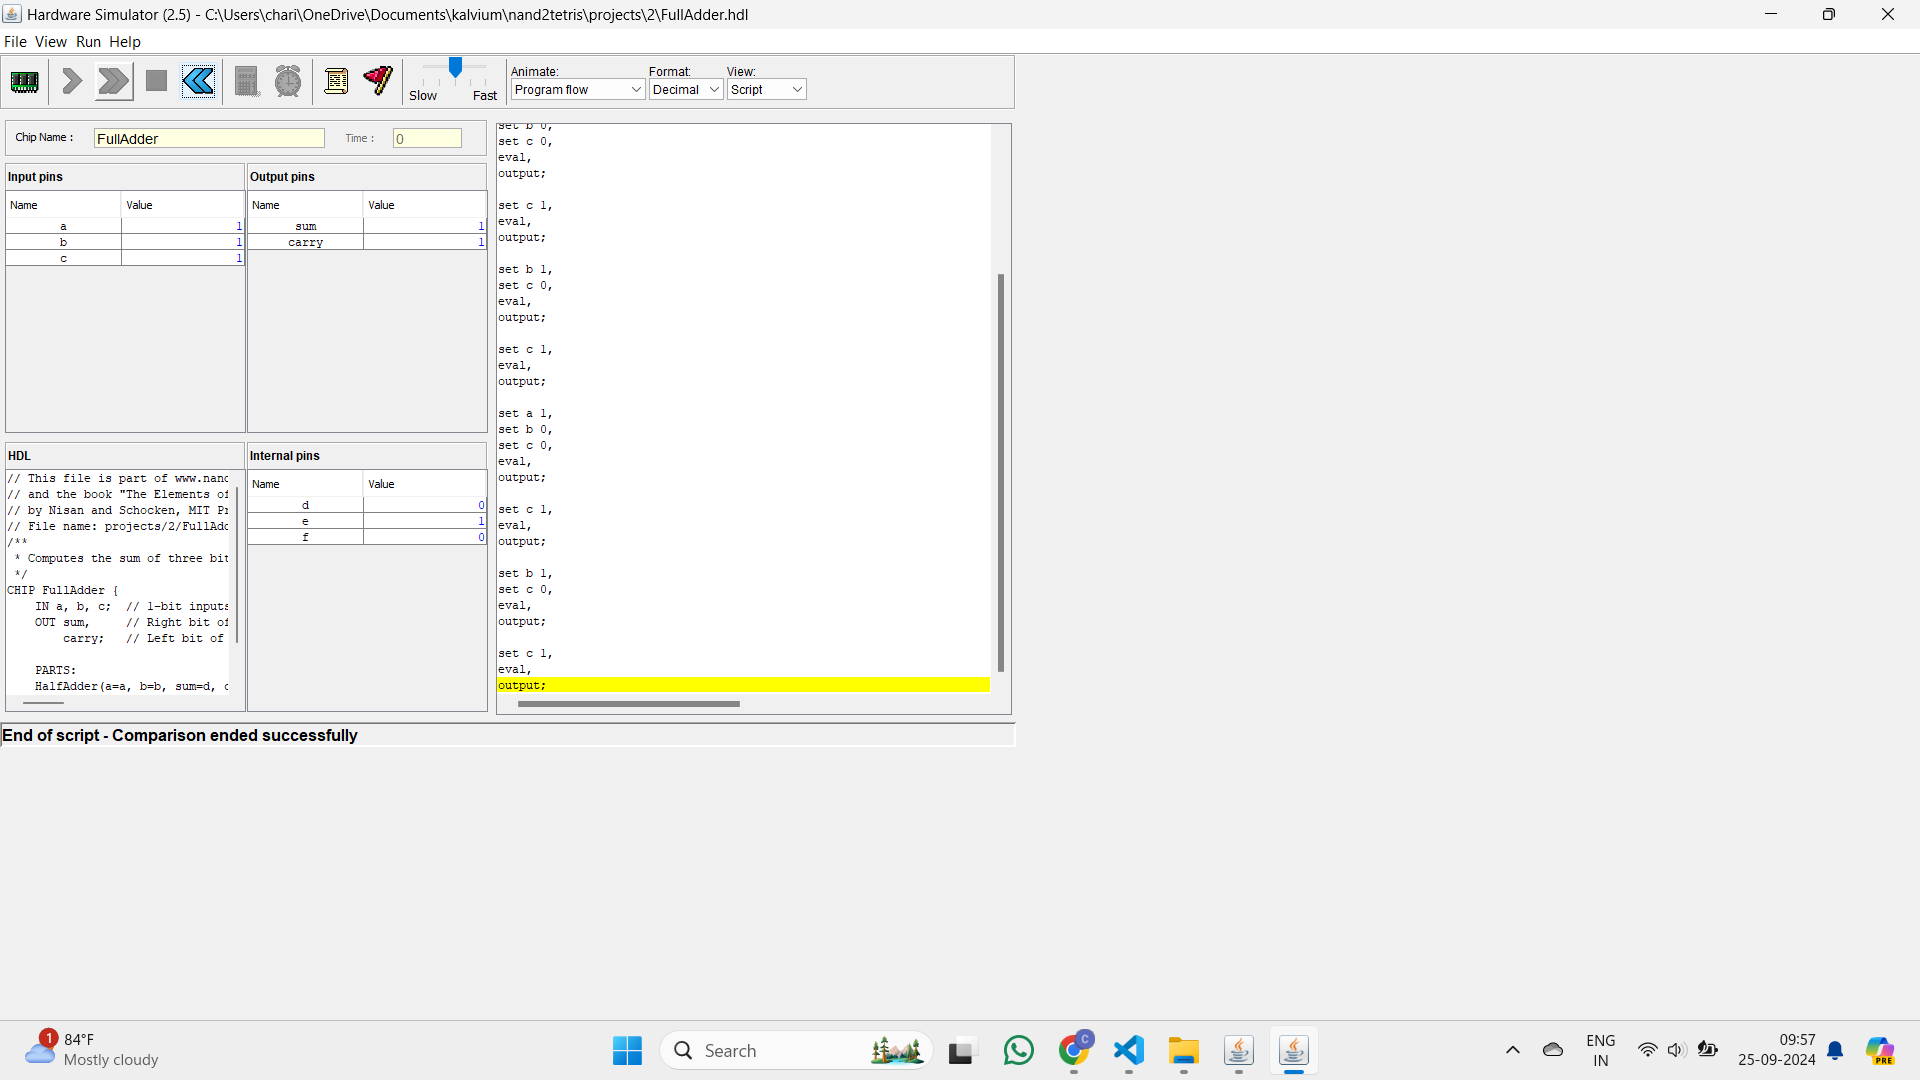 Hardware Simulator (2.5) - C:\Users\chari\OneDrive\Documents\kalvium\nand2tetris\projects\2\FullAdder.hdl
File View Run Help
Slow Fast
Animate:
Program flow
Format:
Decimal
View:
Script
Chip Name : FullAdder Time : 0
Input pins
Name Value
a 1
b 1
c 1
Output pins
Name Value
sum 1
carry 1
HDL
// This file is part of www.nand
// and the book "The Elements of
// by Nisan and Schocken, MIT Pr
// File name: projects/2/FullAdd
/**
* Computes the sum of three bit
*/
CHIP FullAdder {
IN a, b, c; // 1-bit inputs
OUT sum, // Right bit of
carry; // Left bit of
PARTS:
HalfAdder(a=a, b=b, sum=d, c
Internal pins
Name Value
d 0
e 1
f 0
set b 0,
set c 0,
eval,
output;
set c 1,
eval,
output;
set b 1,
set c 0,
eval,
output;
set c 1,
eval,
output;
set a 1,
set b 0,
set c 0,
eval,
output;
set c 1,
eval,
output;
set b 1,
set c 0,
eval,
output;
set c 1,
eval,
output;
End of script - Comparison ended successfully
1
84°F
Mostly cloudy
Search
C
ENG
IN
09:57
25-09-2024
PRE